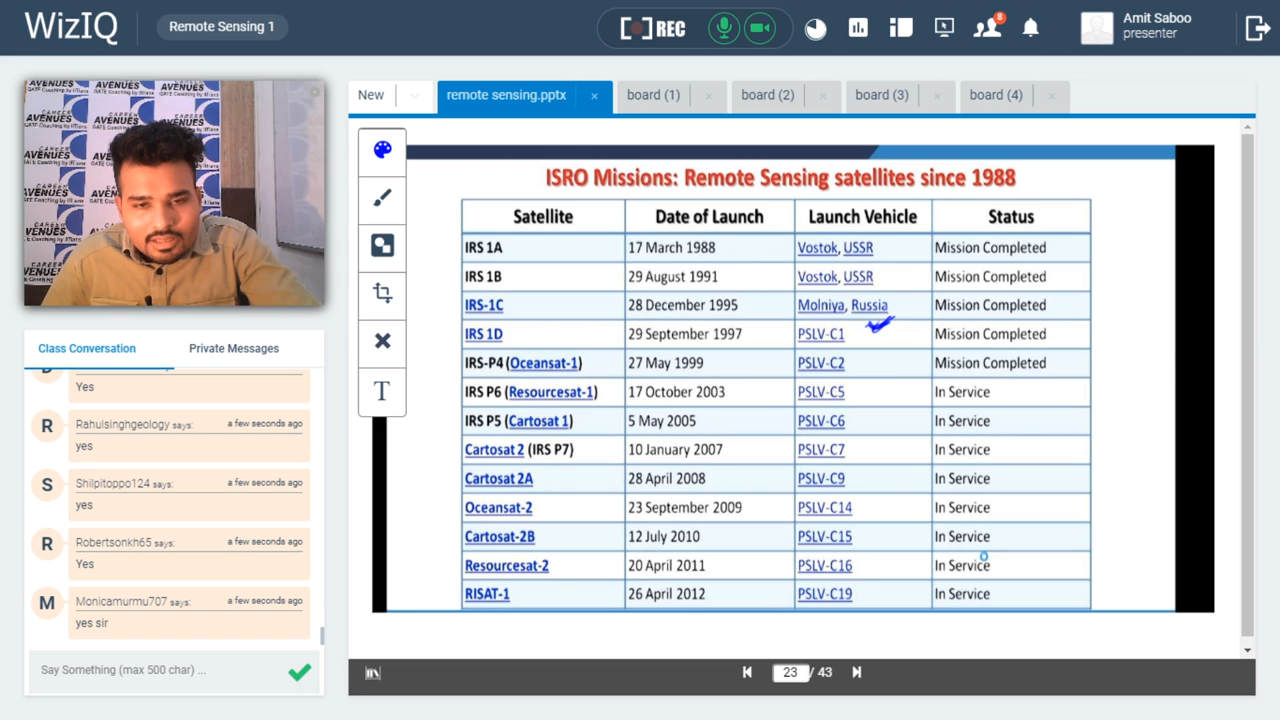 WizIQ
Remote Sensing 1
REC
8
Amit Saboo
presenter
AVENUES
GATE Coaching by IITians
New
remote sensing.pptx
board (1)
board (2)
board (3)
board (4)
ISRO Missions: Remote Sensing satellites since 1988
Satellite Date of Launch Launch Vehicle Status
IRS 1A 17 March 1988 Vostok, USSR Mission Completed
IRS 1B 29 August 1991 Vostok, USSR Mission Completed
IRS-1C 28 December 1995 Molniya, Russia Mission Completed
IRS 1D 29 September 1997 PSLV-C1 Mission Completed
IRS-P4 (Oceansat-1) 27 May 1999 PSLV-C2 Mission Completed
IRS P6 (Resourcesat-1) 17 October 2003 PSLV-C5 In Service
IRS P5 (Cartosat 1) 5 May 2005 PSLV-C6 In Service
Cartosat 2 (IRS P7) 10 January 2007 PSLV-C7 In Service
Cartosat 2A 28 April 2008 PSLV-C9 In Service
Oceansat-2 23 September 2009 PSLV-C14 In Service
Cartosat-2B 12 July 2010 PSLV-C15 In Service
Resourcesat-2 20 April 2011 PSLV-C16 In Service
RISAT-1 26 April 2012 PSLV-C19 In Service
T
Class Conversation
Private Messages
Yes
R
Rahulsinghgeology says: a few seconds ago
yes
S
Shilpitoppo124 says: a few seconds ago
yes
R
Robertsonkh65 says: a few seconds ago
Yes
M
Monicamurmu707 says: a few seconds ago
yes sir
Say Something (max 500 char) ...
23 / 43